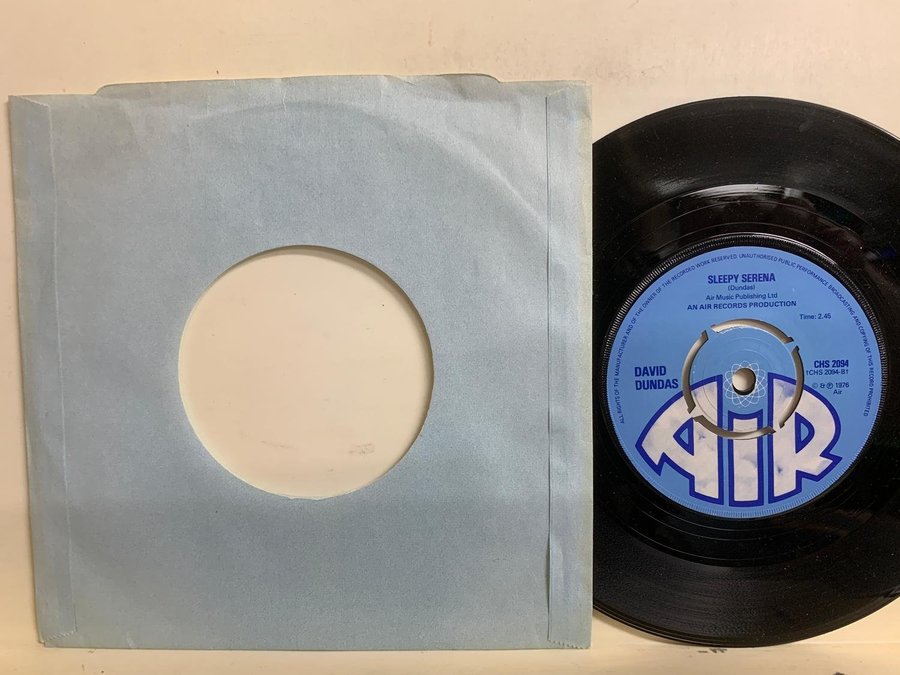 ALL RIGHTS OF THE MANUFACTURER AND OF THE OWNER OF THE RECORDED WORK RESERVED. UNAUTHORISED PUBLIC PERFORMANCE BROADCASTING AND COPYING OF THIS RECORD PROHIBITED
SLEEPY SERENA
(Dundas)
Air Music Publishing Ltd
AN AIR RECORDS PRODUCTION
Time: 2.45
DAVID
DUNDAS
CHS 2094
†CHS 2094-B†
© & ℗ 1976
Air
AIR